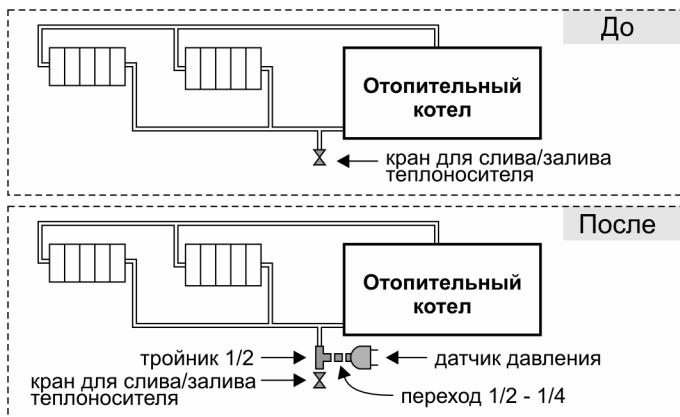 До
Отопительный
котел
кран для слива/залива
теплоносителя
После
Отопительный
котел
тройник 1/2
датчик давления
кран для слива/залива
теплоносителя
переход 1/2 - 1/4